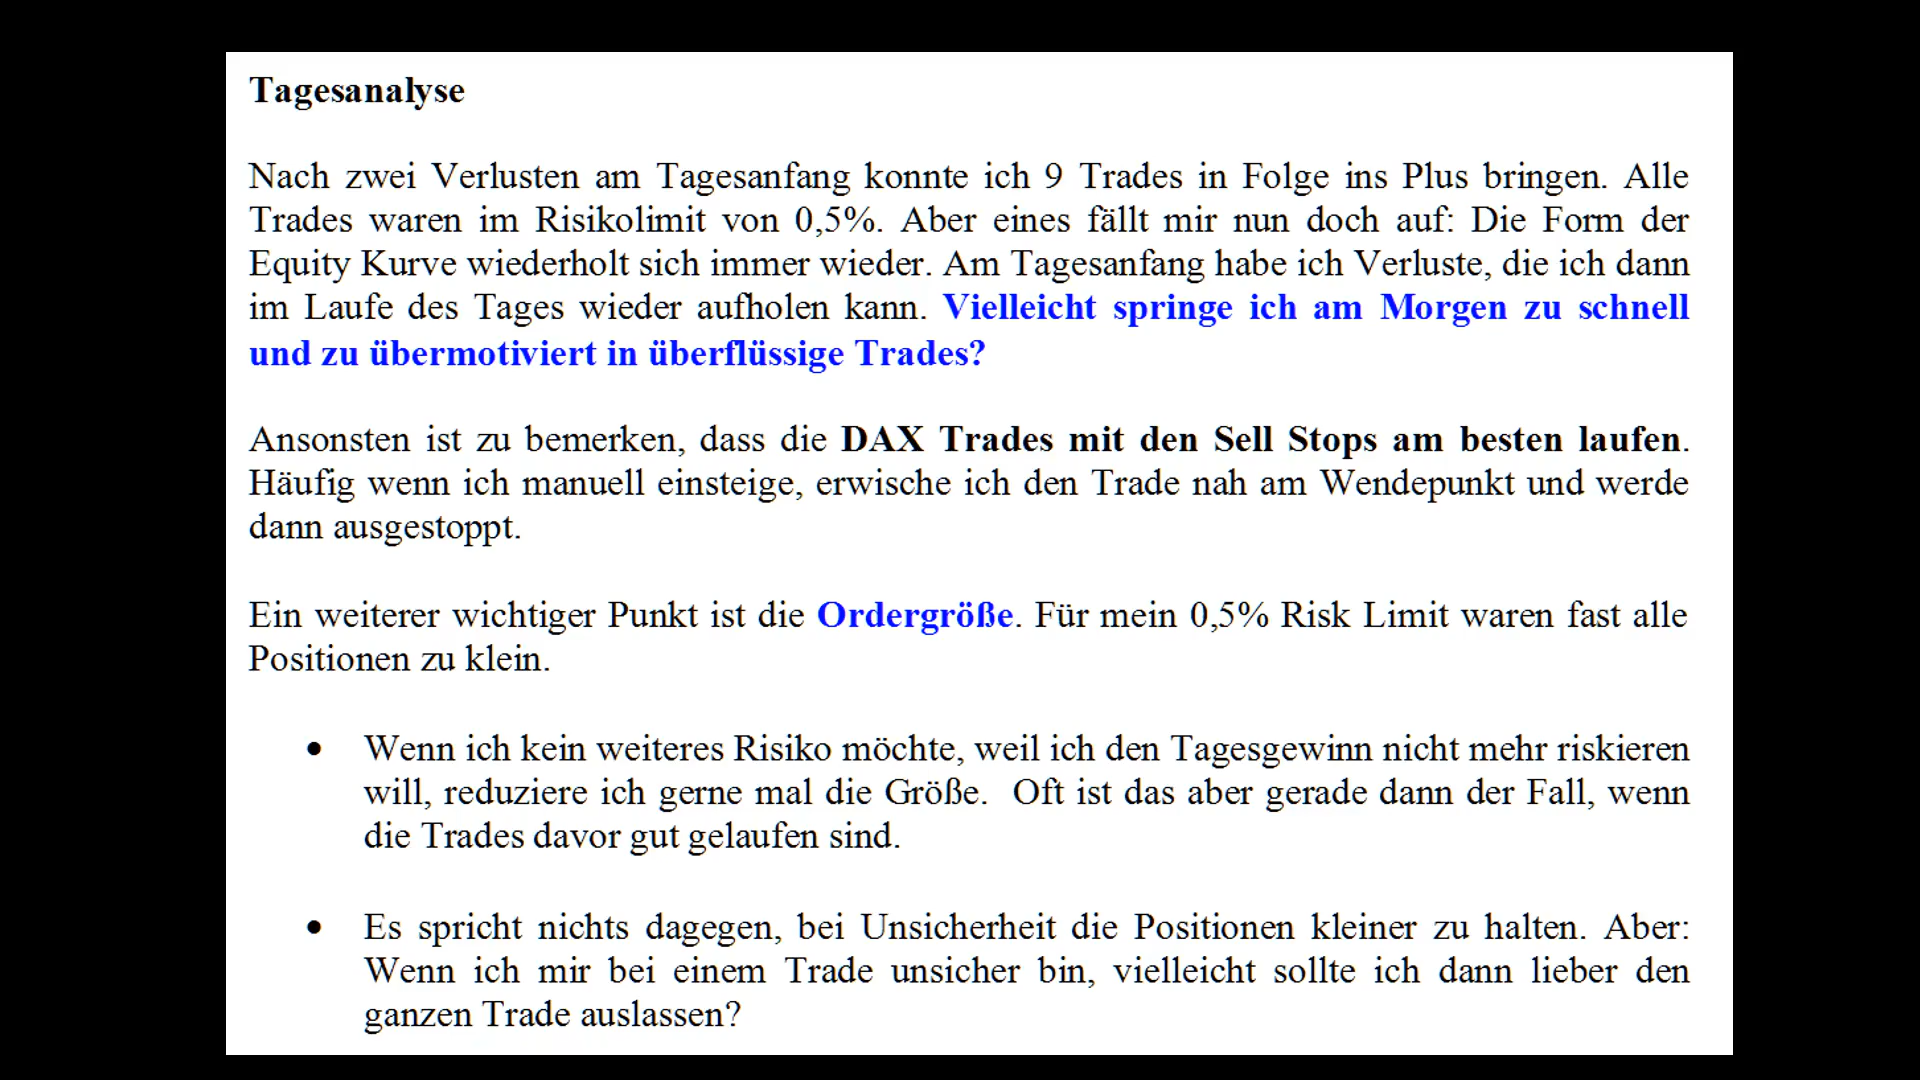 Tagesanalyse
Nach zwei Verlusten am Tagesanfang konnte ich 9 Trades in Folge ins Plus bringen. Alle
Trades waren im Risikolimit von 0,5%. Aber eines fällt mir nun doch auf: Die Form der
Equity Kurve wiederholt sich immer wieder. Am Tagesanfang habe ich Verluste, die ich dann
im Laufe des Tages wieder aufholen kann. Vielleicht springe ich am Morgen zu schnell
und zu übermotiviert in überflüssige Trades?
Ansonsten ist zu bemerken, dass die DAX Trades mit den Sell Stops am besten laufen.
Häufig wenn ich manuell einsteige, erwische ich den Trade nah am Wendepunkt und werde
dann ausgestoppt.
Ein weiterer wichtiger Punkt ist die Ordergröße. Für mein 0,5% Risk Limit waren fast alle
Positionen zu klein.
• Wenn ich kein weiteres Risiko möchte, weil ich den Tagesgewinn nicht mehr riskieren
will, reduziere ich gerne mal die Größe. Oft ist das aber gerade dann der Fall, wenn
die Trades davor gut gelaufen sind.
• Es spricht nichts dagegen, bei Unsicherheit die Positionen kleiner zu halten. Aber:
Wenn ich mir bei einem Trade unsicher bin, vielleicht sollte ich dann lieber den
ganzen Trade auslassen?